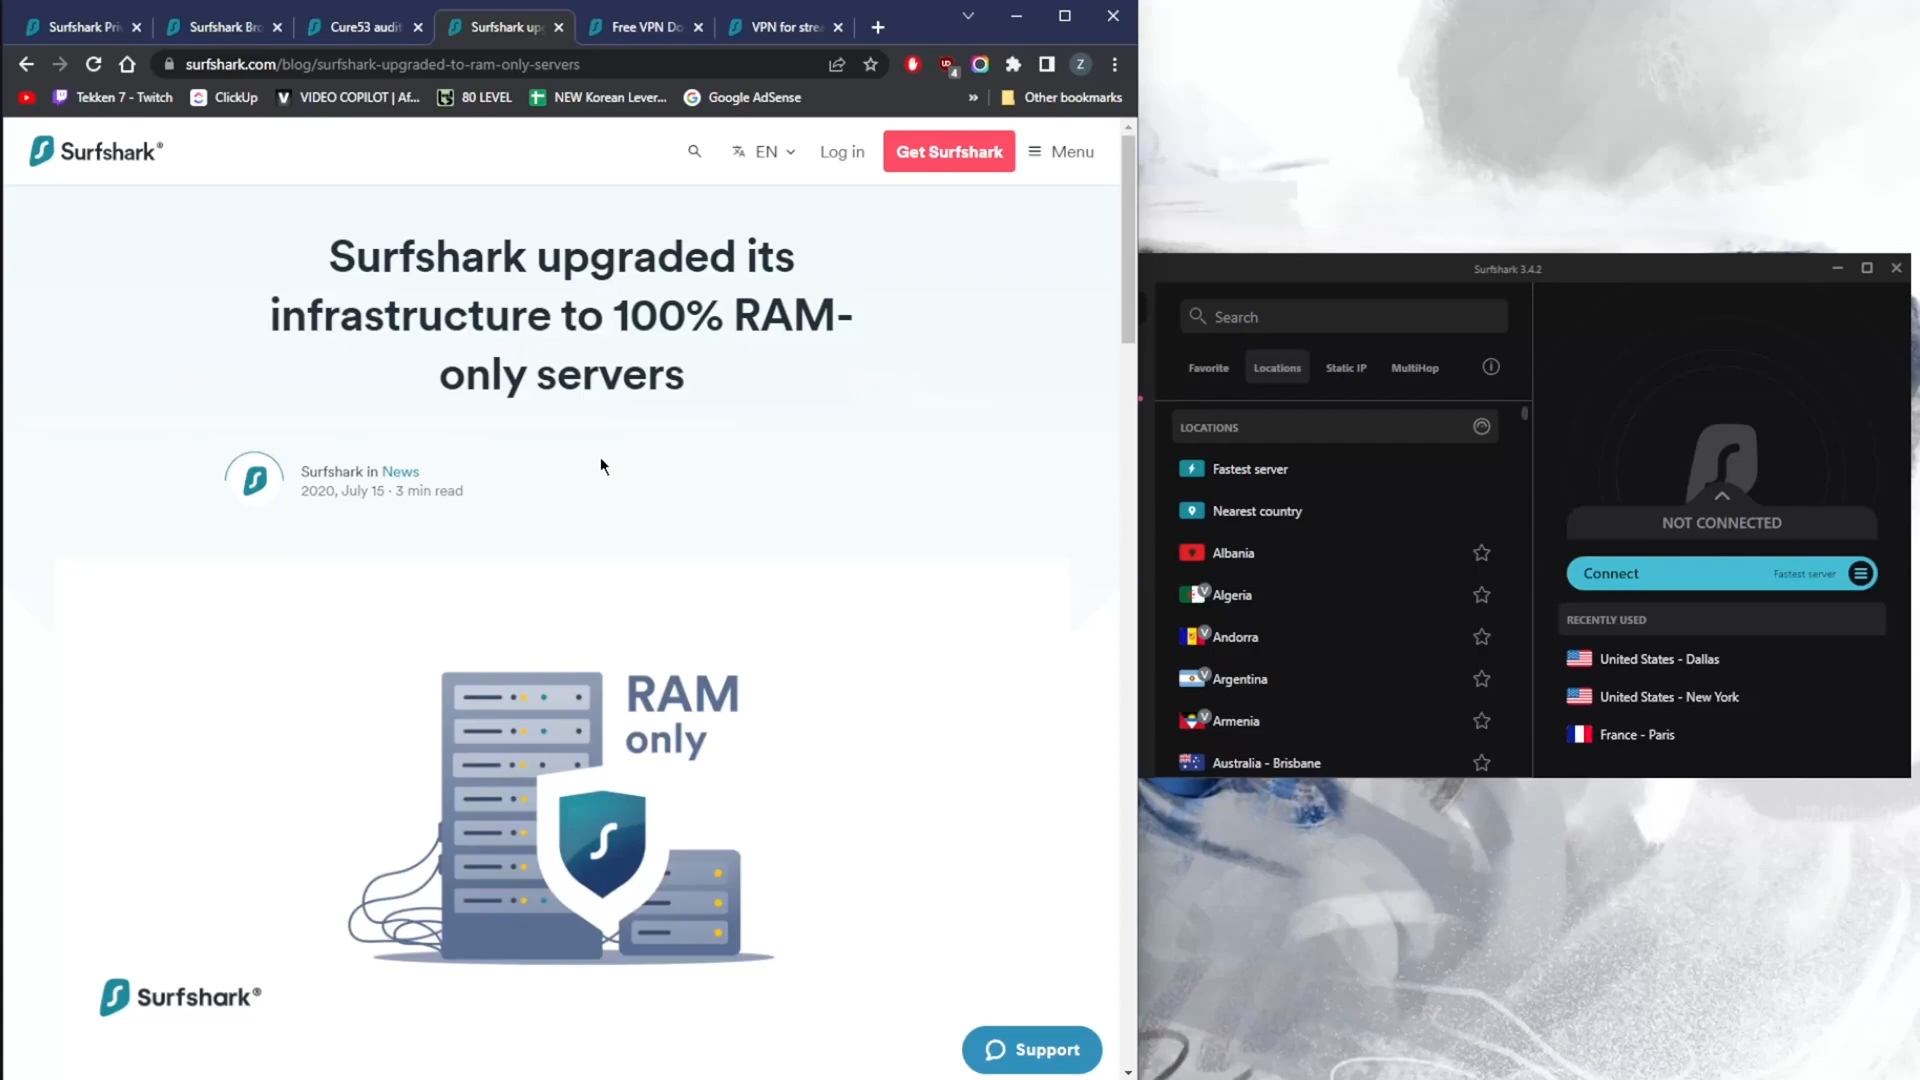 Surfshark Pri
Surfshark Bro
Cure53 audit
Surfshark upg
Free VPN Do
VPN for strea
surfshark.com/blog/surfshark-upgraded-to-ram-only-servers
4
Z
Tekken 7 - Twitch
ClickUp
VIDEO COPILOT | Af...
80 LEVEL
NEW Korean Lever...
Google AdSense
»
Other bookmarks
Surfshark®
EN
Log in
Get Surfshark
Menu
Surfshark upgraded its
infrastructure to 100% RAM-
only servers
Surfshark in News
2020, July 15 · 3 min read
RAM
only
Surfshark®
Support
Surfshark 3.4.2
Search
Favorite
Locations
Static IP
MultiHop
LOCATIONS
Fastest server
Nearest country
Albania
Algeria
Andorra
Argentina
Armenia
Australia - Brisbane
NOT CONNECTED
Connect
Fastest server
RECENTLY USED
United States - Dallas
United States - New York
France - Paris